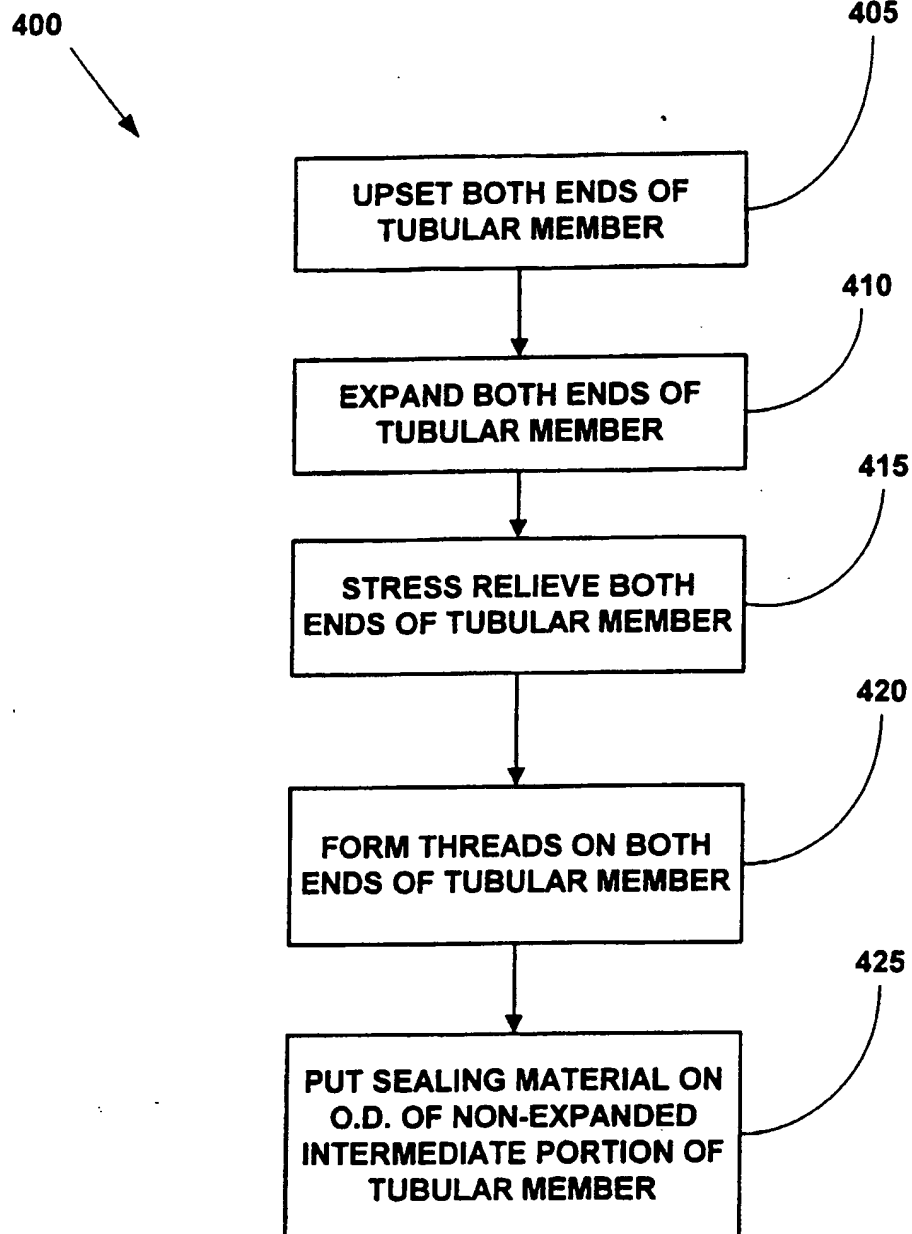 400
405
UPSET BOTH ENDS OF
TUBULAR MEMBER
410
EXPAND BOTH ENDS OF
TUBULAR MEMBER
415
STRESS RELIEVE BOTH
ENDS OF TUBULAR MEMBER
420
FORM THREADS ON BOTH
ENDS OF TUBULAR MEMBER
425
PUT SEALING MATERIAL ON
O.D. OF NON-EXPANDED
INTERMEDIATE PORTION OF
TUBULAR MEMBER